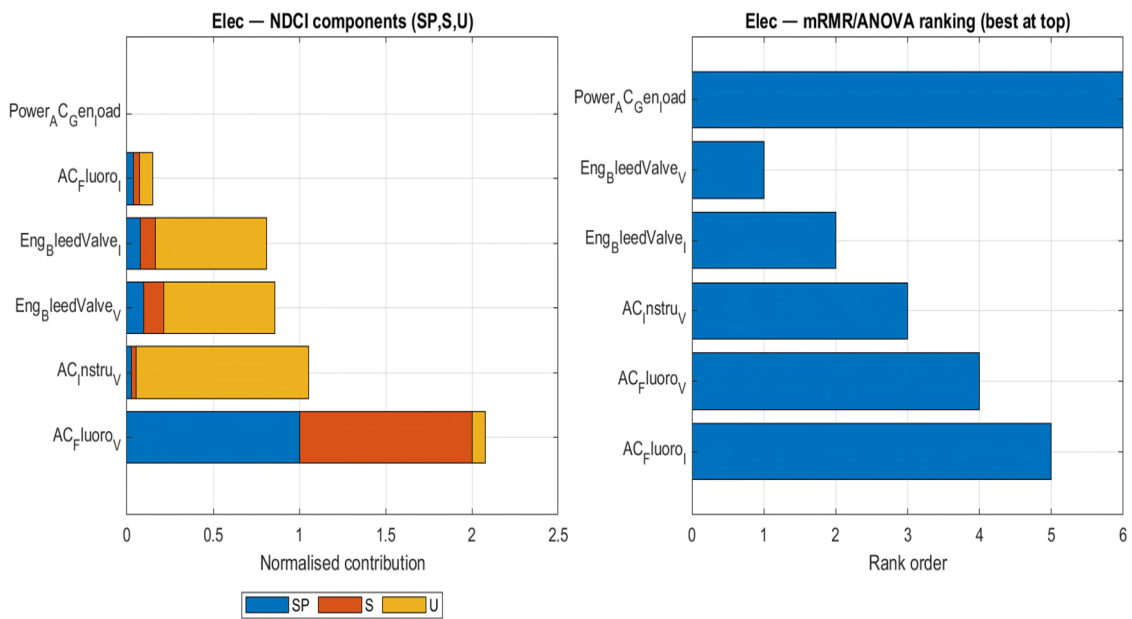 Elec — NDCI components (SP,S,U)
Power_AC_Gen_load
AC_Fluoro_I
Eng_BleedValve_I
Eng_BleedValve_V
AC_Instru_V
AC_Fluoro_V
0 0.5 1 1.5 2 2.5
Normalised contribution
SP S U
Elec — mRMR/ANOVA ranking (best at top)
Power_AC_Gen_load
Eng_BleedValve_V
Eng_BleedValve_I
AC_Instru_V
AC_Fluoro_V
AC_Fluoro_I
0 1 2 3 4 5 6
Rank order